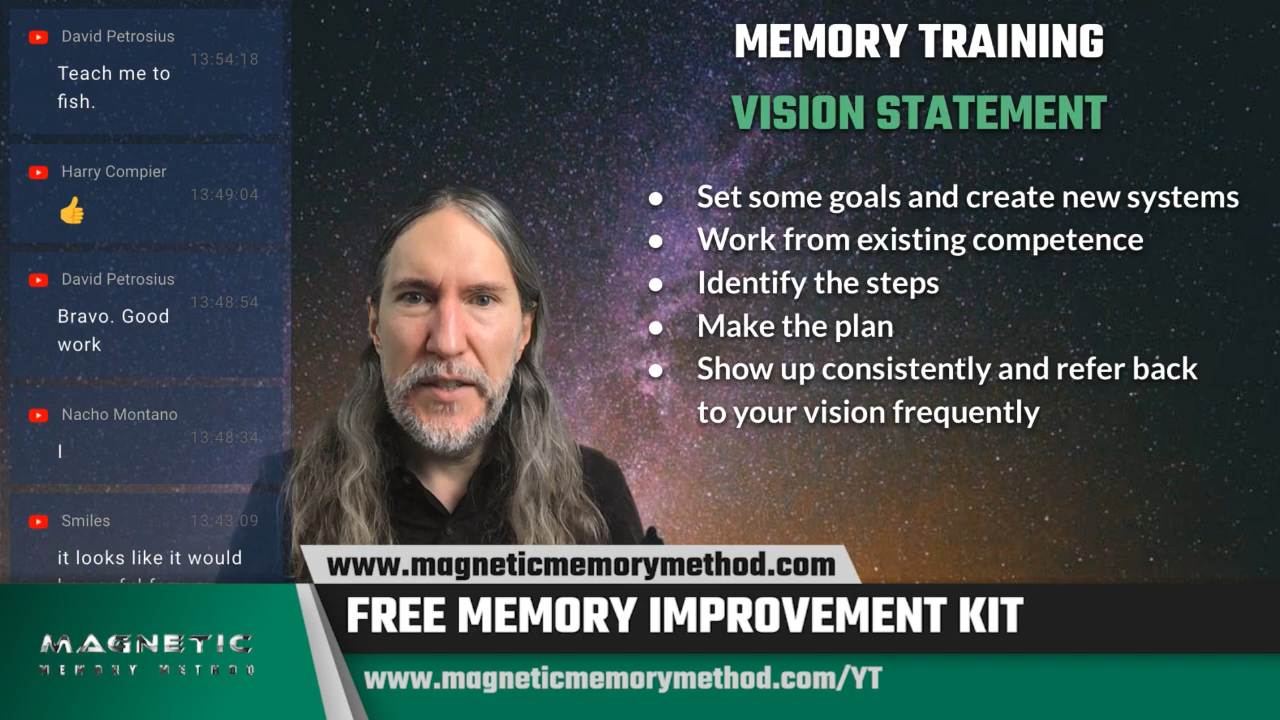 David Petrosius
13:54:18
Teach me to
fish.
Harry Compier
13:49:04
👍
David Petrosius
13:48:54
Bravo. Good
work
Nacho Montano
13:48:34
I
Smiles
13:43:09
it looks like it would
MEMORY TRAINING
VISION STATEMENT
• Set some goals and create new systems
• Work from existing competence
• Identify the steps
• Make the plan
• Show up consistently and refer back
to your vision frequently
www.magneticmemorymethod.com
FREE MEMORY IMPROVEMENT KIT
www.magneticmemorymethod.com/YT
MAGNETIC
MEMORY METHOD